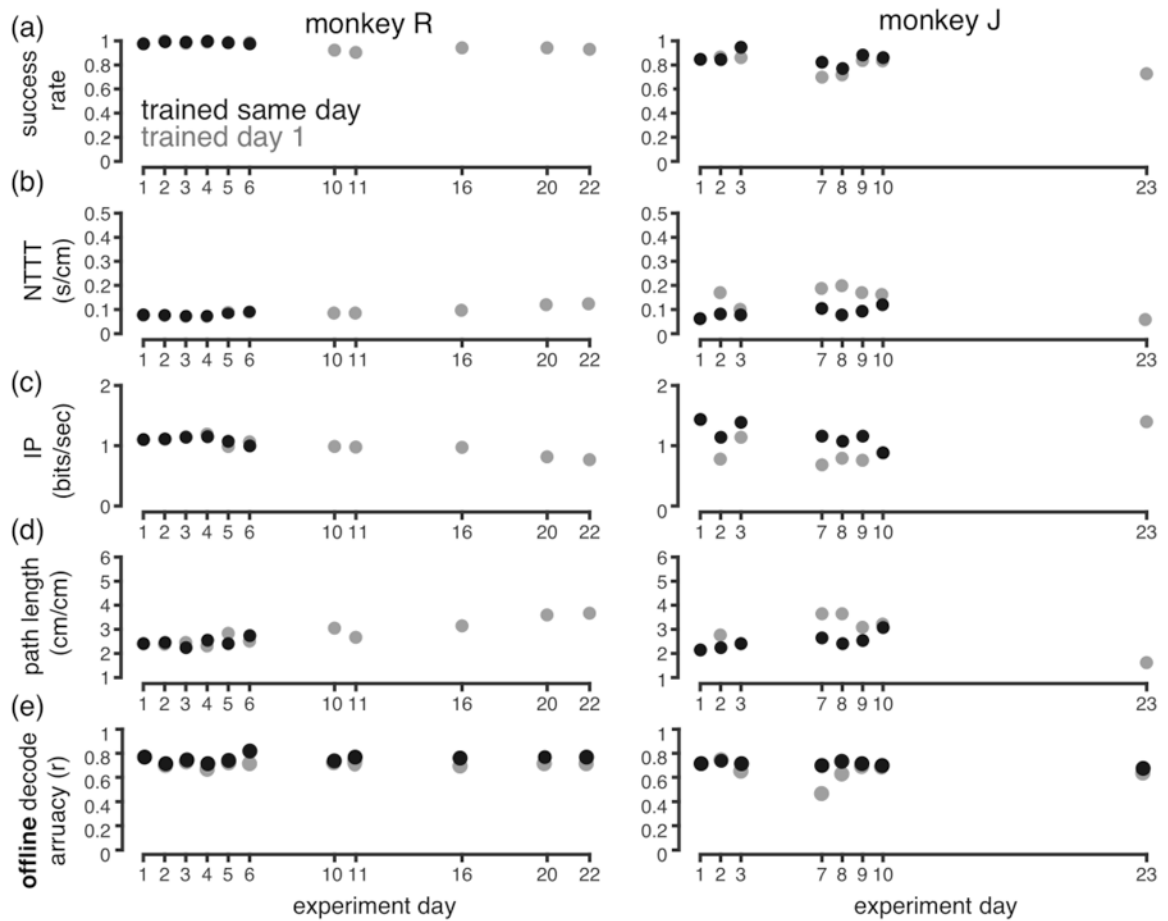 monkey R
monkey J
(a)
success
rate
1
0.8
0.6
0.4
0.2
0
trained same day
trained day 1
1 2 3 4 5 6 10 11 16 20 22
1
0.8
0.6
0.4
0.2
0
1 2 3 7 8 9 10 23
(b)
NTTT
(s/cm)
0.5
0.4
0.3
0.2
0.1
0
1 2 3 4 5 6 10 11 16 20 22
0.5
0.4
0.3
0.2
0.1
0
1 2 3 7 8 9 10 23
(c)
IP
(bits/sec)
2
1
0
1 2 3 4 5 6 10 11 16 20 22
2
1
0
1 2 3 7 8 9 10 23
(d)
path length
(cm/cm)
6
5
4
3
2
1
1 2 3 4 5 6 10 11 16 20 22
6
5
4
3
2
1
1 2 3 7 8 9 10 23
(e)
offline decode
arruacy (r)
1
0.8
0.6
0.4
0.2
0
1 2 3 4 5 6 10 11 16 20 22
experiment day
1
0.8
0.6
0.4
0.2
0
1 2 3 7 8 9 10 23
experiment day